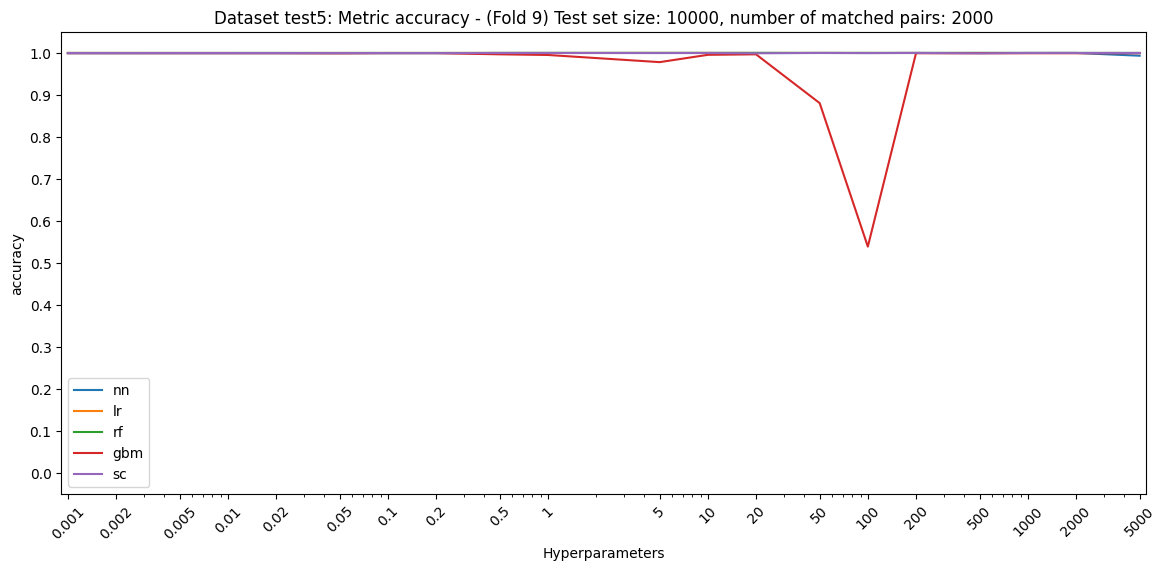 Dataset test5: Metric accuracy - (Fold 9) Test set size: 10000, number of matched pairs: 2000
accuracy
1.0
0.9
0.8
0.7
0.6
0.5
0.4
0.3
0.2
0.1
0.0
nn
lr
rf
gbm
sc
0.001 0.002 0.005 0.01 0.02 0.05 0.1 0.2 0.5 1 5 10 20 50 100 200 500 1000 2000 5000
Hyperparameters